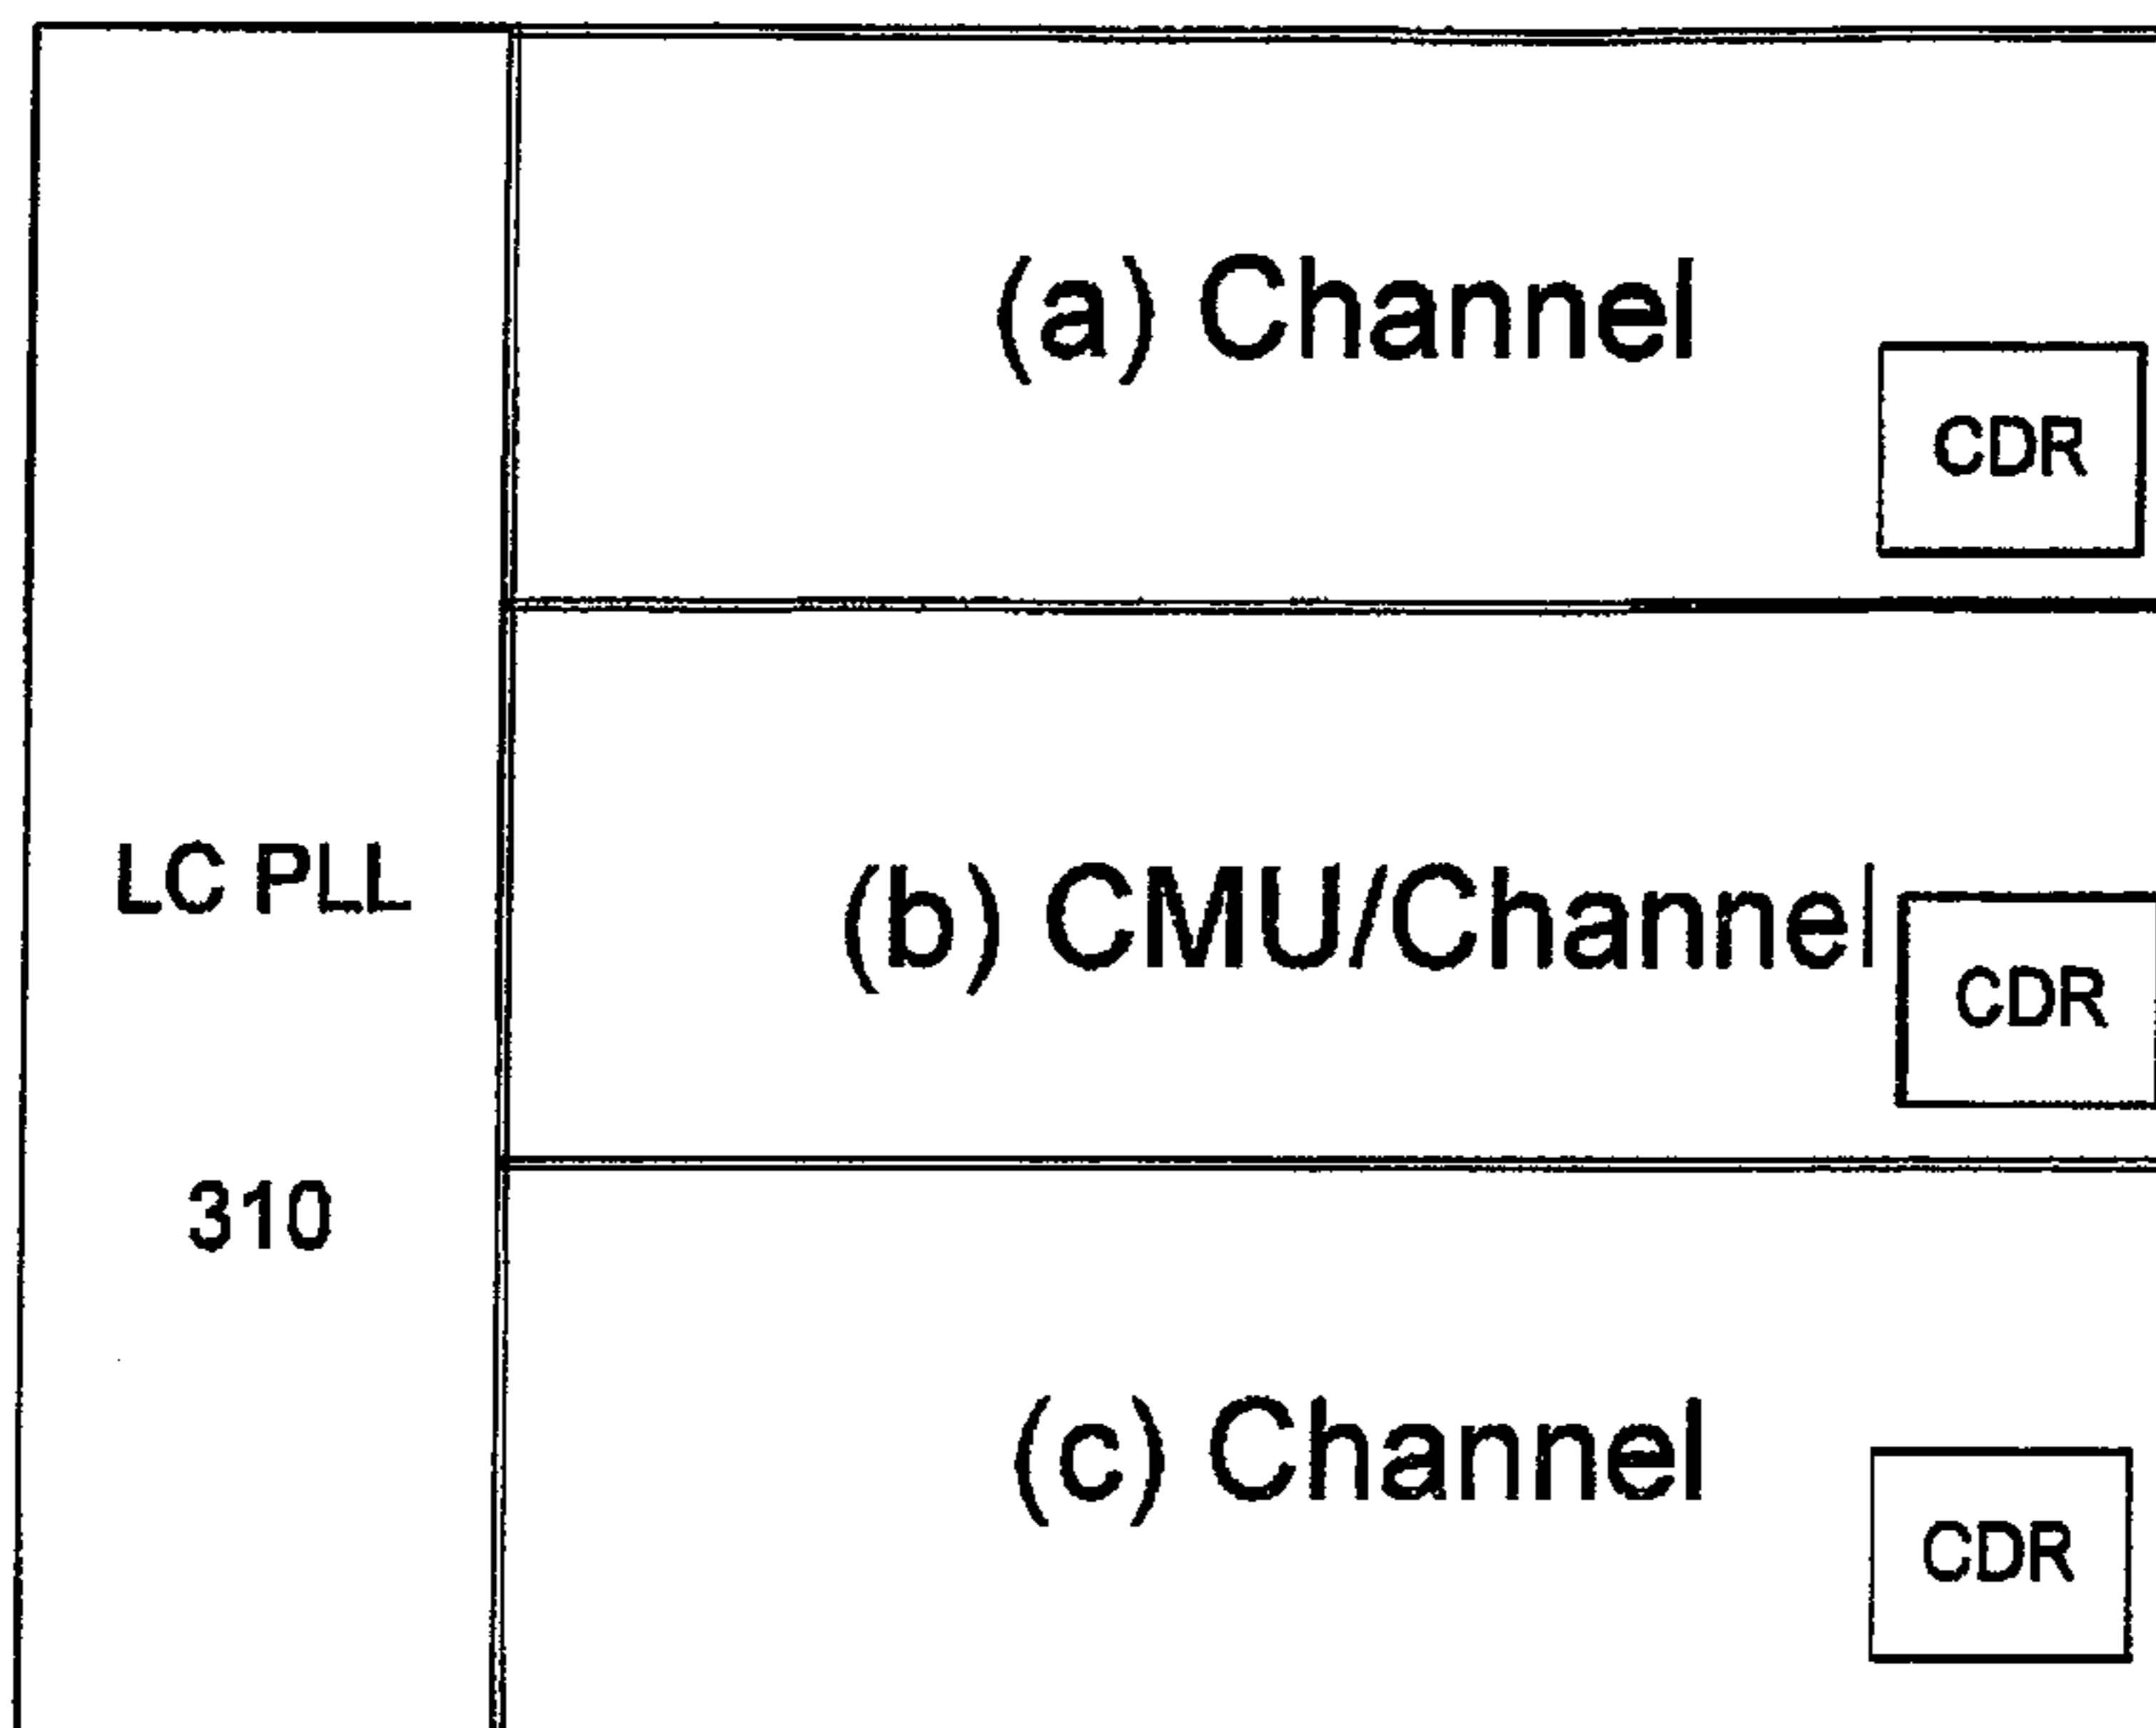 LC PLL
310
(a) Channel
CDR
(b) CMU/Channel
CDR
(c) Channel
CDR